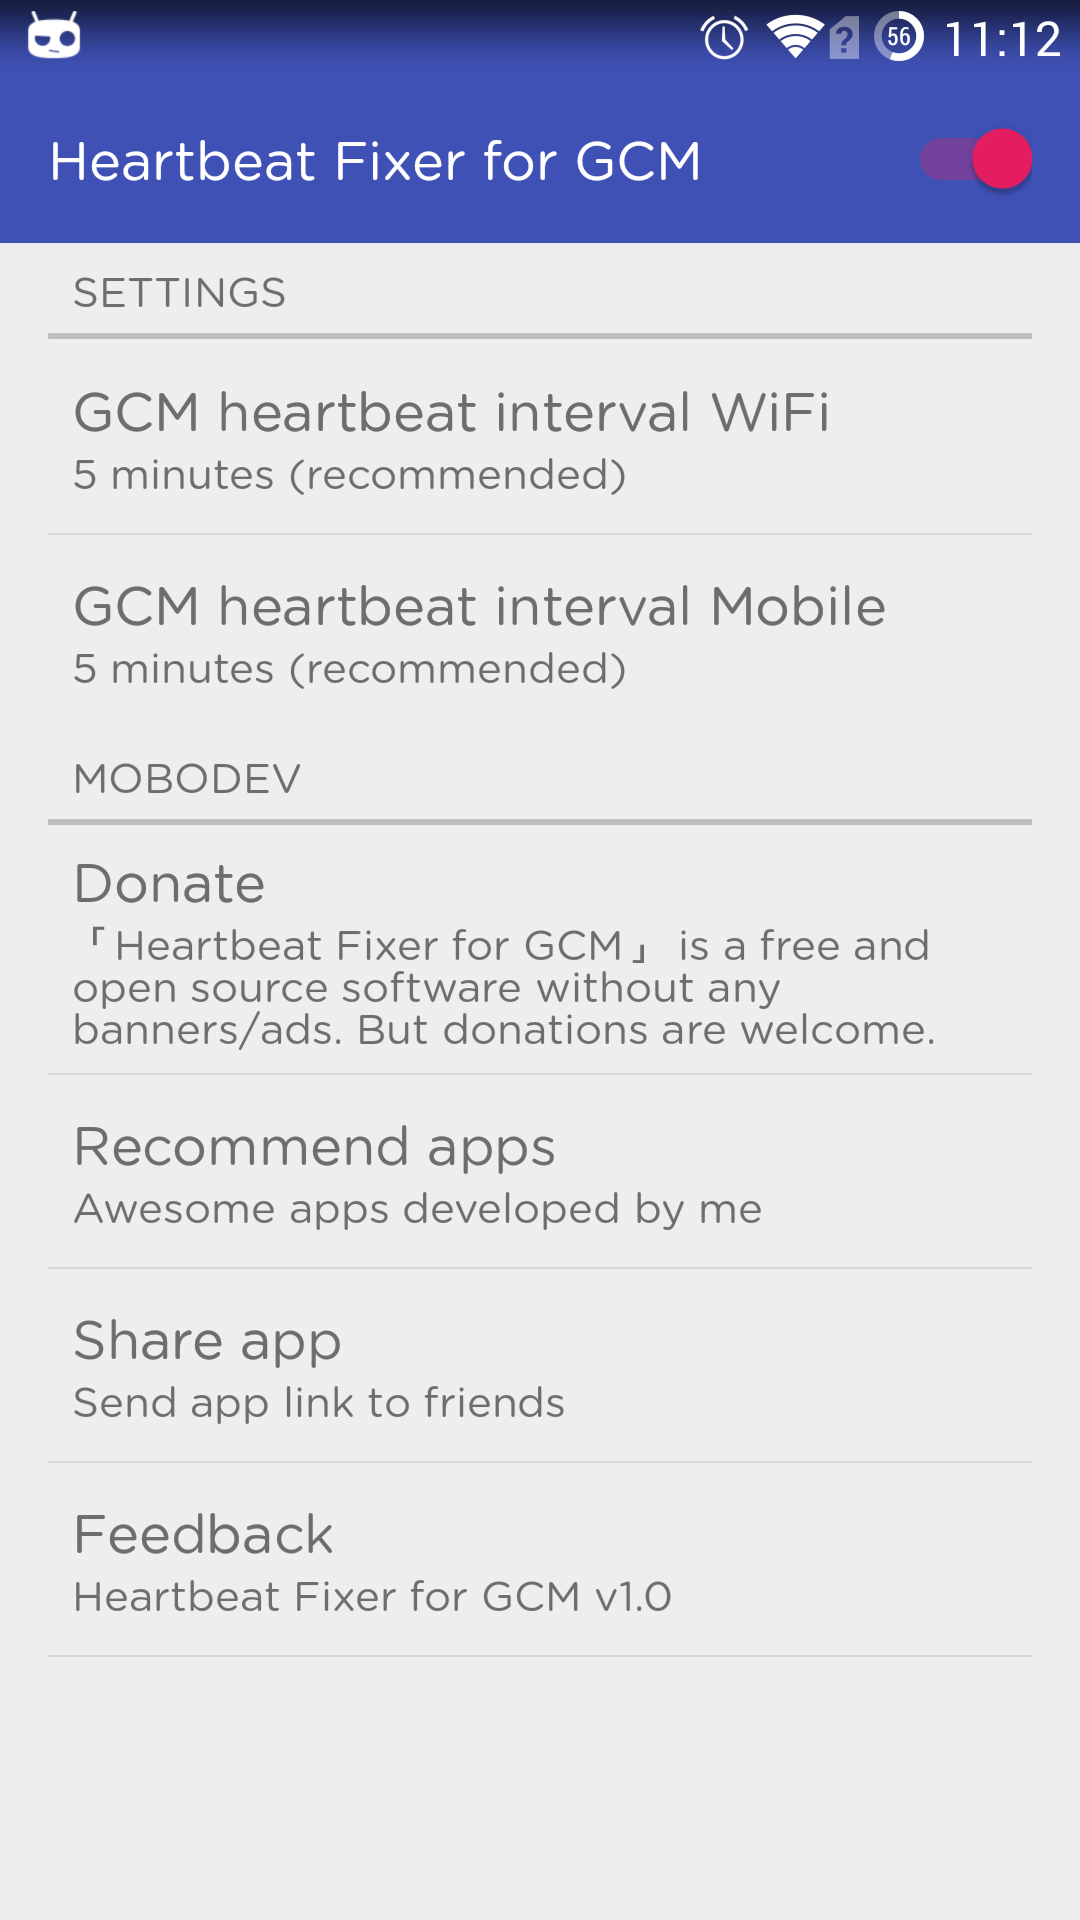 ? 56 11:12
Heartbeat Fixer for GCM
SETTINGS
GCM heartbeat interval WiFi
5 minutes (recommended)
GCM heartbeat interval Mobile
5 minutes (recommended)
MOBODEV
Donate
「Heartbeat Fixer for GCM」 is a free and
open source software without any
banners/ads. But donations are welcome.
Recommend apps
Awesome apps developed by me
Share app
Send app link to friends
Feedback
Heartbeat Fixer for GCM v1.0